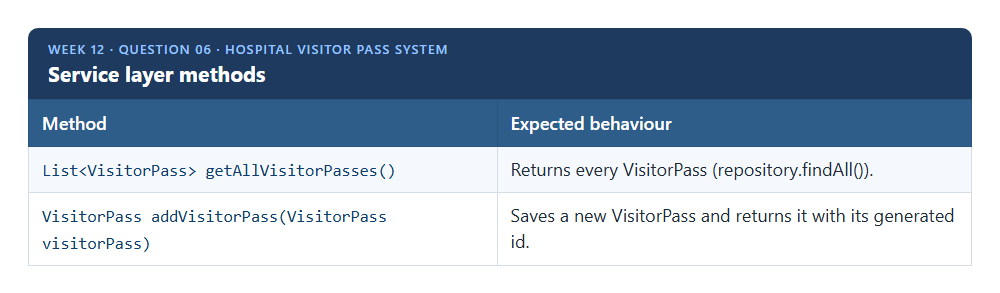 WEEK 12 · QUESTION 06 · HOSPITAL VISITOR PASS SYSTEM
Service layer methods
Method
Expected behaviour
List<VisitorPass> getAllVisitorPasses()
Returns every VisitorPass (repository.findAll()).
VisitorPass addVisitorPass(VisitorPass
visitorPass)
Saves a new VisitorPass and returns it with its generated
id.